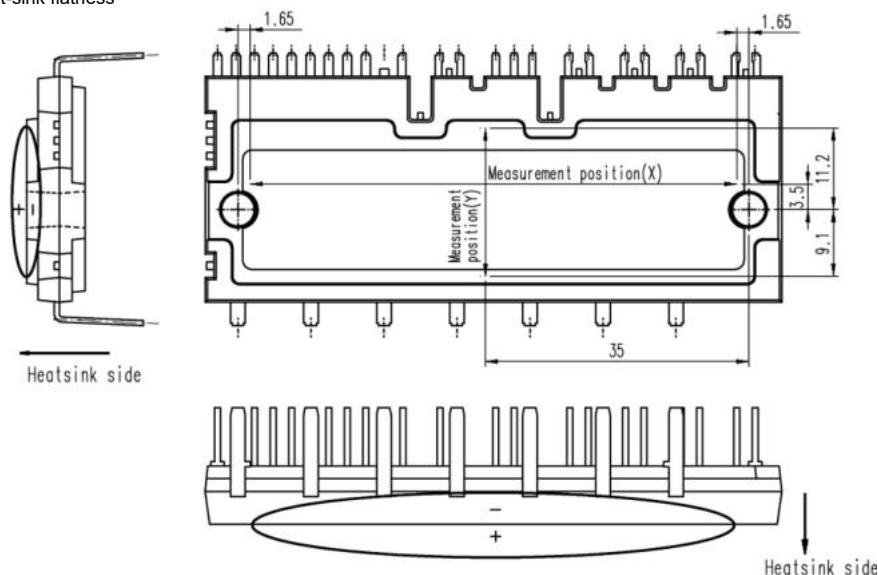 t-sink flatness
1.65
1.65
Measurement position(X)
Measurement
position(Y)
11.2
3.5
9.1
35
+ -
Heatsink side
-
+
Heatsink side